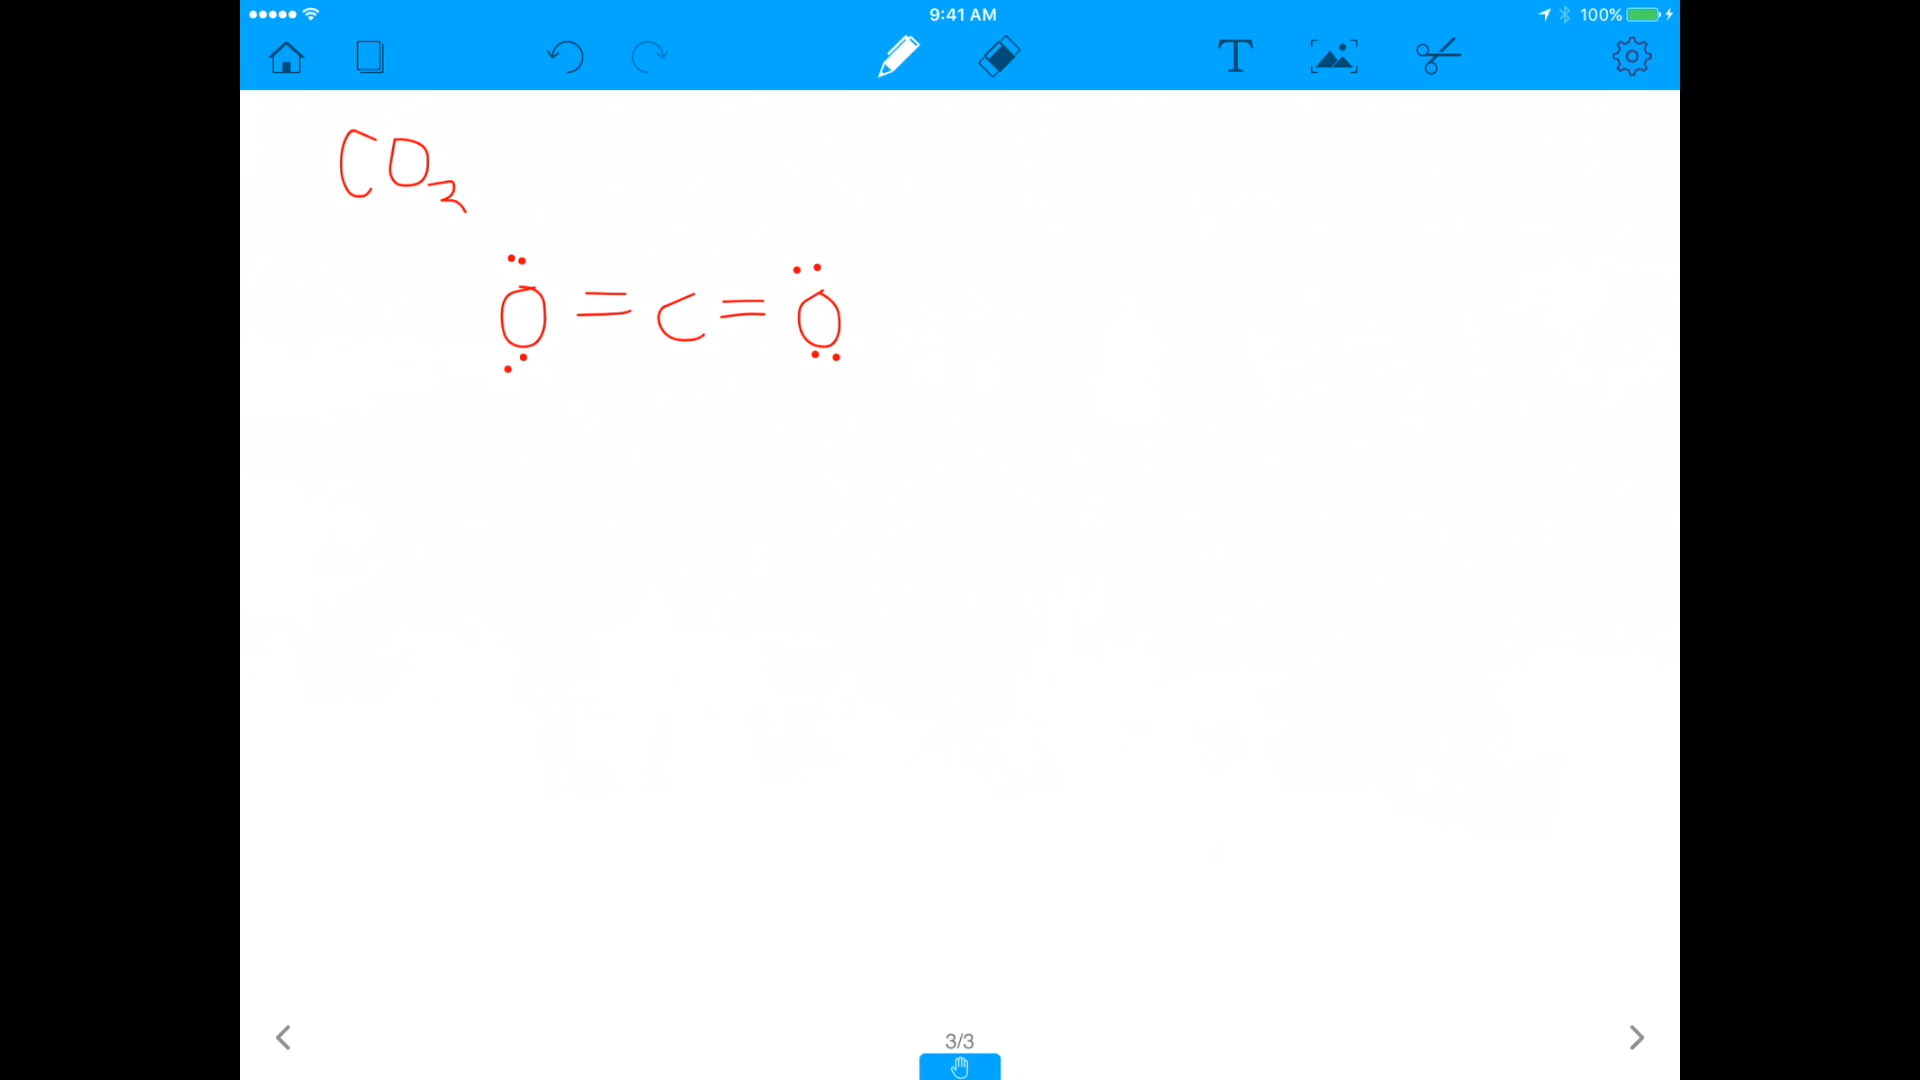 9:41 AM
100%
T
CO₂
O = C = O
3/3